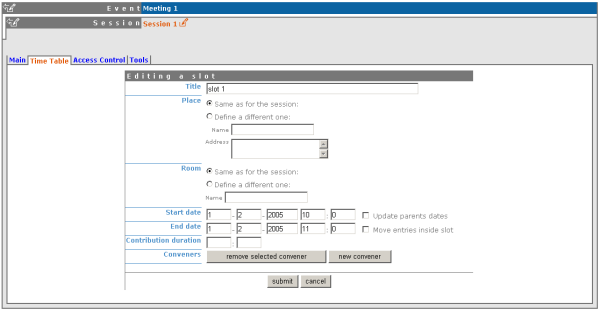 Event Meeting 1
Session Session 1
Main Time Table Access Control Tools
Editing a slot
Title slot 1
Place Same as for the session:
Define a different one:
Name
Address
Room Same as for the session:
Define a different one:
Name
Start date 1 - 2 - 2005 10 : 0 Update parents dates
End date 1 - 2 - 2005 11 : 0 Move entries inside slot
Contribution duration :
Conveners remove selected convener new convener
submit cancel